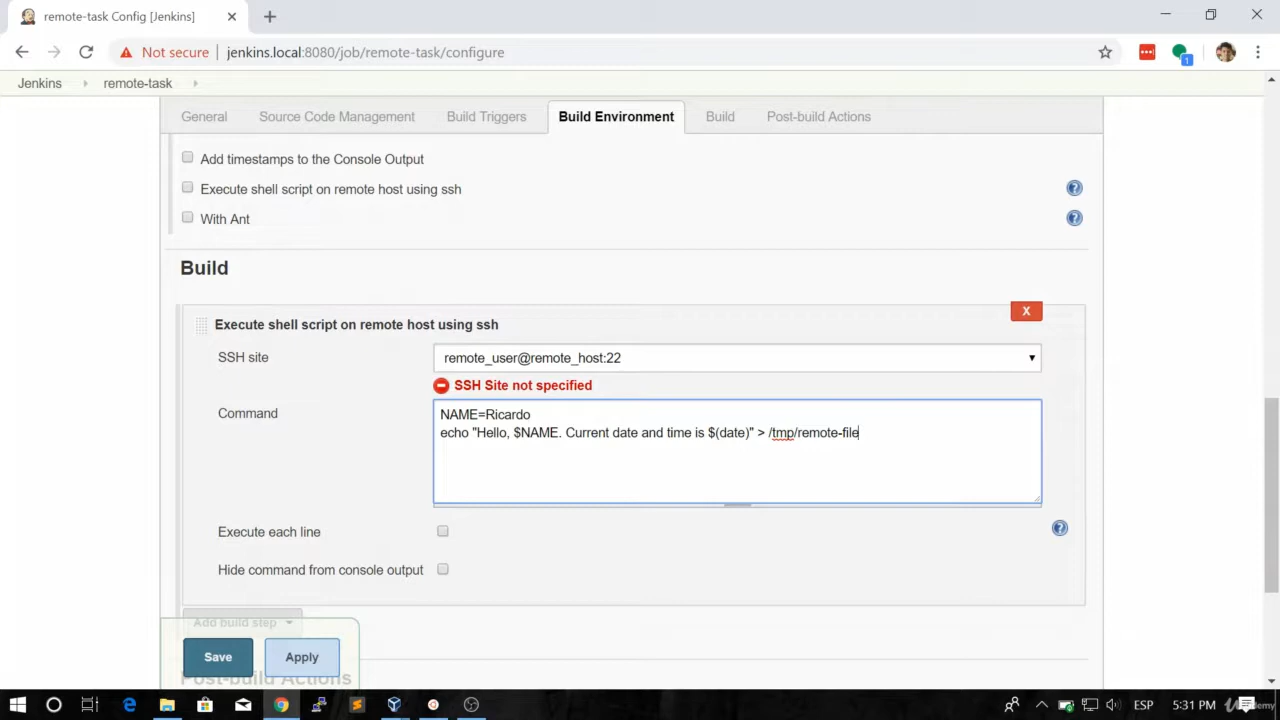 remote-task Config [Jenkins]
Not secure | jenkins.local:8080/job/remote-task/configure
Jenkins
remote-task
General
Source Code Management
Build Triggers
Build Environment
Build
Post-build Actions
Add timestamps to the Console Output
Execute shell script on remote host using ssh
With Ant
Build
X
Execute shell script on remote host using ssh
SSH site
remote_user@remote_host:22
SSH Site not specified
Command
NAME=Ricardo
echo "Hello, $NAME. Current date and time is $(date)" > /tmp/remote-file
Execute each line
Hide command from console output
Add build step
Save
Apply
Post-build Actions
ESP
5:31 PM
Udemy